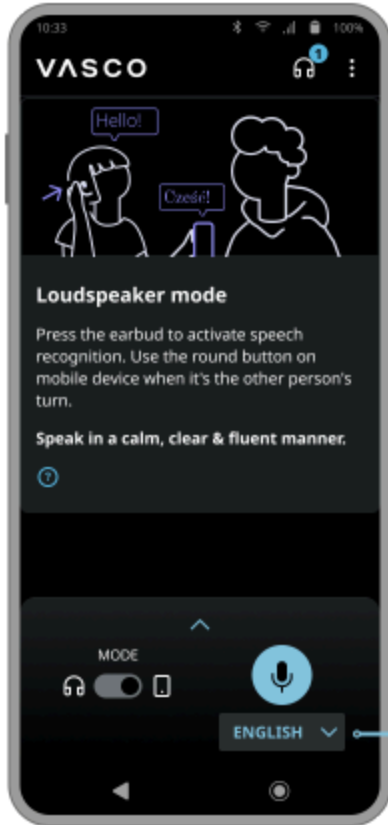 10:33
100%
VASCO
1
Hello!
Cześć!
Loudspeaker mode
Press the earbud to activate speech
recognition. Use the round button on
mobile device when it's the other person's
turn.
Speak in a calm, clear & fluent manner.
?
MODE
ENGLISH